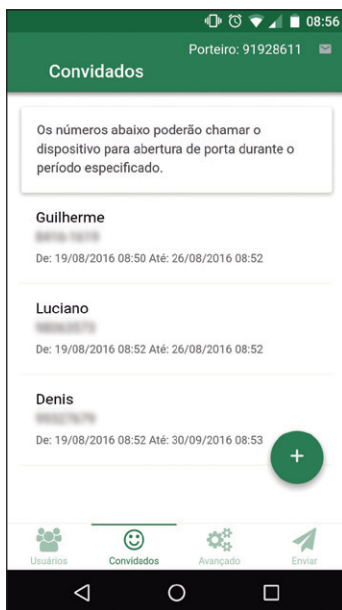 08:56
Porteiro: 91928611
Convidados
Os números abaixo poderão chamar o
dispositivo para abertura de porta durante o
período especificado.
Guilherme
De: 19/08/2016 08:50 Até: 26/08/2016 08:52
Luciano
De: 19/08/2016 08:52 Até: 26/08/2016 08:52
Denis
De: 19/08/2016 08:52 Até: 30/09/2016 08:53
+
Usuários Convidados Avançado Enviar